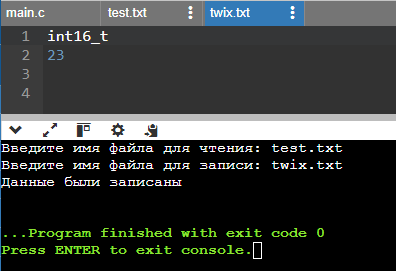 main.c test.txt twix.txt
1 int16_t
2 23
3
4
Введите имя файла для чтения: test.txt
Введите имя файла для записи: twix.txt
Данные были записаны
...Program finished with exit code 0
Press ENTER to exit console.